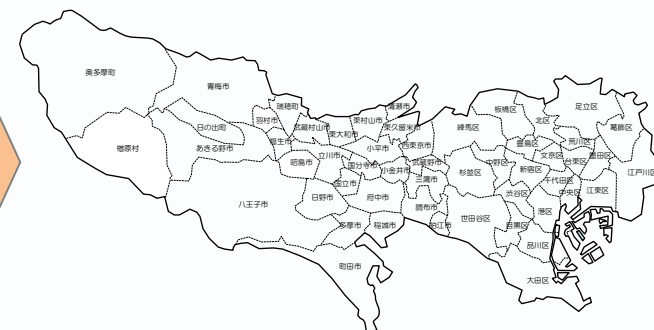 奥多摩町
青梅市
瑞穂町
清瀬市
足立区
板橋区
羽村市
武蔵村山市
東村山市
東久留米市
練馬区
北区
葛飾区
日の出町
東大和市
檜原村
あきる野市
福生市
小平市
西東京市
豊島区
荒川区
昭島市
立川市
国分寺市
武蔵野市
中野区
文京区
台東区
墨田区
小金井市
三鷹市
杉並区
新宿区
千代田区
江戸川区
国立市
渋谷区
中央区
江東区
八王子市
日野市
府中市
調布市
世田谷区
港区
多摩市
稲城市
狛江市
目黒区
品川区
町田市
大田区